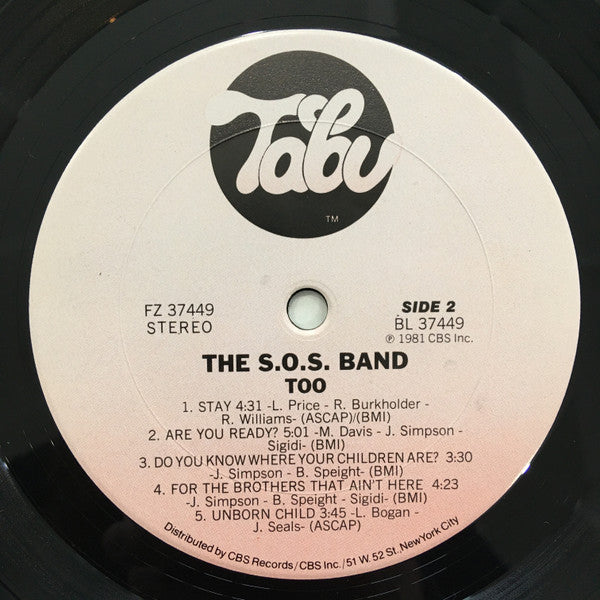 Tabu
TM
FZ 37449
STEREO
SIDE 2
BL 37449
℗ 1981 CBS Inc.
THE S.O.S. BAND
TOO
1. STAY 4:31 -L. Price - R. Burkholder -
R. Williams- (ASCAP)/(BMI)
2. ARE YOU READY? 5:01 -M. Davis - J. Simpson -
Sigidi- (BMI)
3. DO YOU KNOW WHERE YOUR CHILDREN ARE? 3:30
-J. Simpson - B. Speight- (BMI)
4. FOR THE BROTHERS THAT AIN'T HERE 4:23
-J. Simpson - B. Speight - Sigidi- (BMI)
5. UNBORN CHILD 3:45 -L. Bogan -
J. Seals- (ASCAP)
Distributed by CBS Records/CBS Inc./51 W. 52 St., New York City